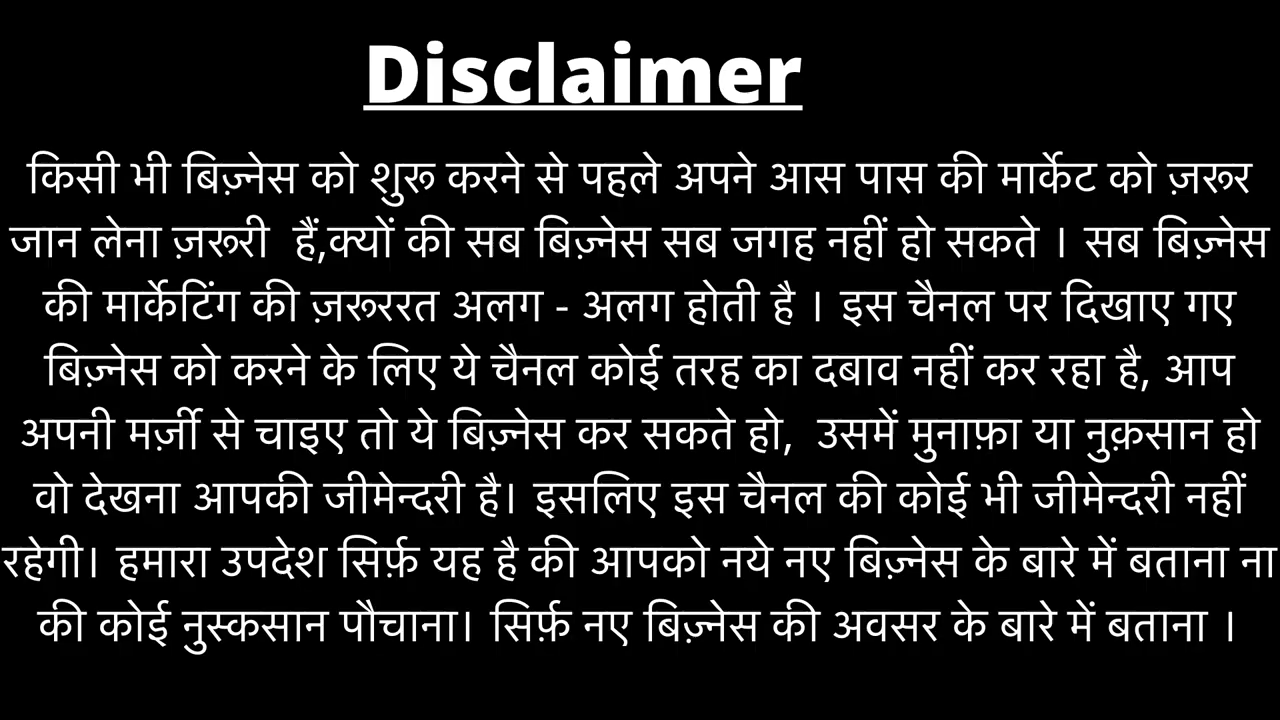 Disclaimer
किसी भी बिज़्नेस को शुरू करने से पहले अपने आस पास की मार्केट को ज़रूर
जान लेना ज़रूरी हैं,क्यों की सब बिज़्नेस सब जगह नहीं हो सकते । सब बिज़्नेस
की मार्केटिंग की ज़रूररत अलग - अलग होती है । इस चैनल पर दिखाए गए
बिज़्नेस को करने के लिए ये चैनल कोई तरह का दबाव नहीं कर रहा है, आप
अपनी मर्ज़ी से चाइए तो ये बिज़्नेस कर सकते हो, उसमें मुनाफ़ा या नुक़सान हो
वो देखना आपकी जीमेन्दरी है। इसलिए इस चैनल की कोई भी जीमेन्दरी नहीं
रहेगी। हमारा उपदेश सिर्फ़ यह है की आपको नये नए बिज़्नेस के बारे में बताना ना
की कोई नुस्कसान पौचाना। सिर्फ़ नए बिज़्नेस की अवसर के बारे में बताना ।